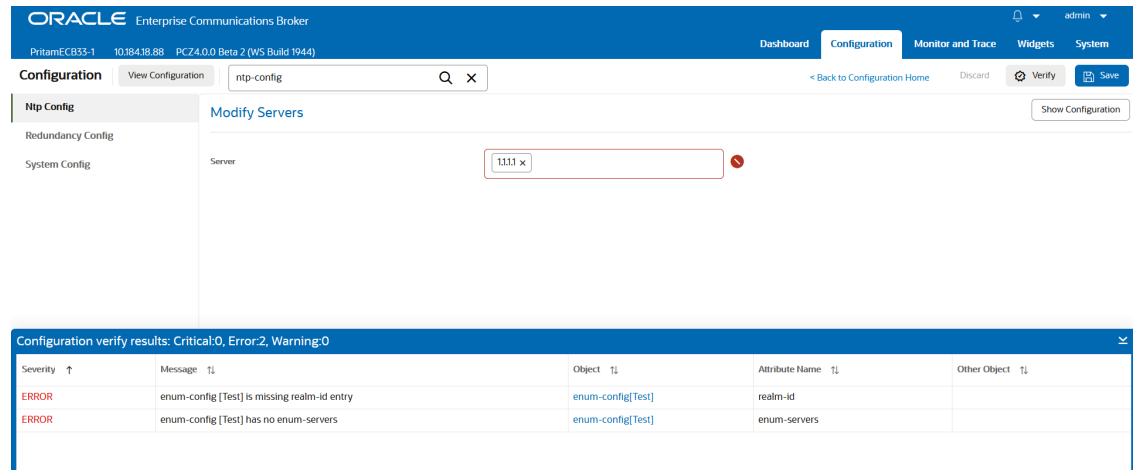 ORACLE Enterprise Communications Broker
admin
PritamECB33-1 10.184.18.88 PCZ4.0.0 Beta 2 (WS Build 1944)
Dashboard Configuration Monitor and Trace Widgets System
Configuration View Configuration ntp-config < Back to Configuration Home Discard Verify Save
Ntp Config
Redundancy Config
System Config
Modify Servers Show Configuration
Server 1.1.1.1 ×
Configuration verify results: Critical:0, Error:2, Warning:0
Severity Message Object Attribute Name Other Object
ERROR enum-config [Test] is missing realm-id entry enum-config[Test] realm-id
ERROR enum-config [Test] has no enum-servers enum-config[Test] enum-servers